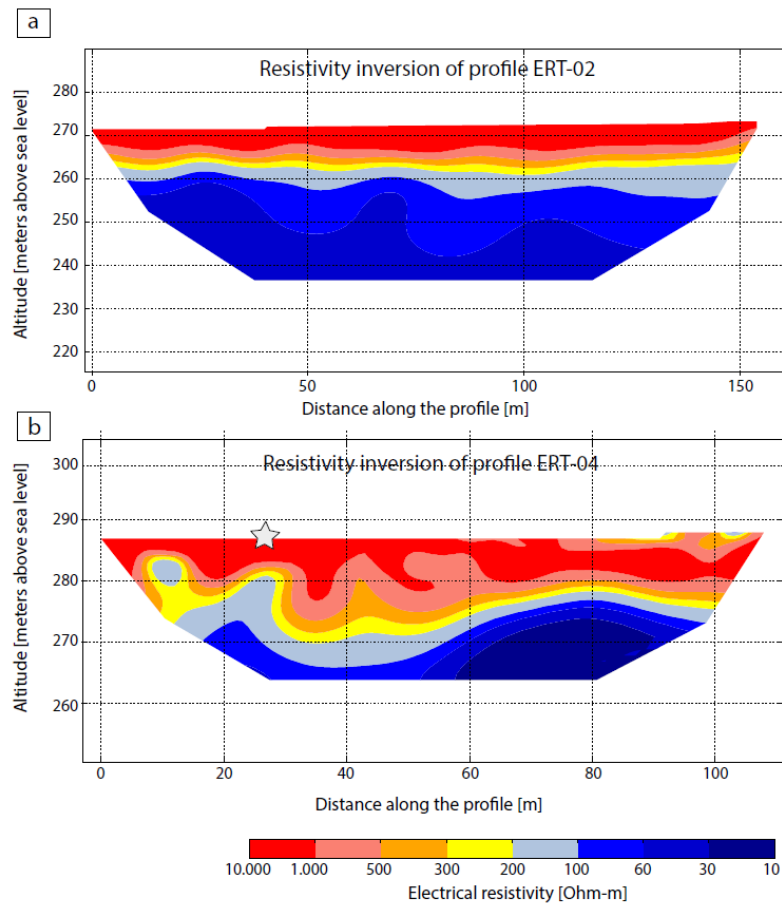 a
Resistivity inversion of profile ERT-02
Altitude [meters above sea level]
280
270
260
250
240
230
220
0 50 100 150
Distance along the profile [m]
b
Resistivity inversion of profile ERT-04
Altitude [meters above sea level]
300
290
280
270
260
0 20 40 60 80 100
Distance along the profile [m]
10.000 1.000 500 300 200 100 60 30 10
Electrical resistivity [Ohm-m]